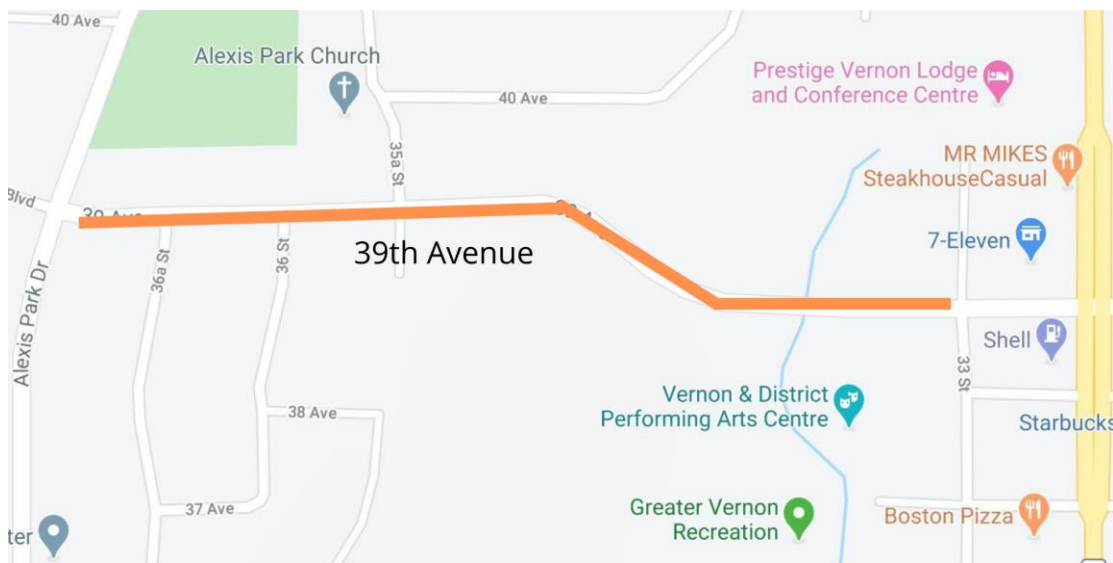 40 Ave
Alexis Park Church
40 Ave
Prestige Vernon Lodge
and Conference Centre
MR MIKES
SteakhouseCasual
35a St
Blvd
39 Ave
39th Avenue
7-Eleven
36a St
36 St
Alexis Park Dr
Shell
33 St
38 Ave
Vernon & District
Performing Arts Centre
Starbucks
37 Ave
Greater Vernon
Recreation
Boston Pizza
ter